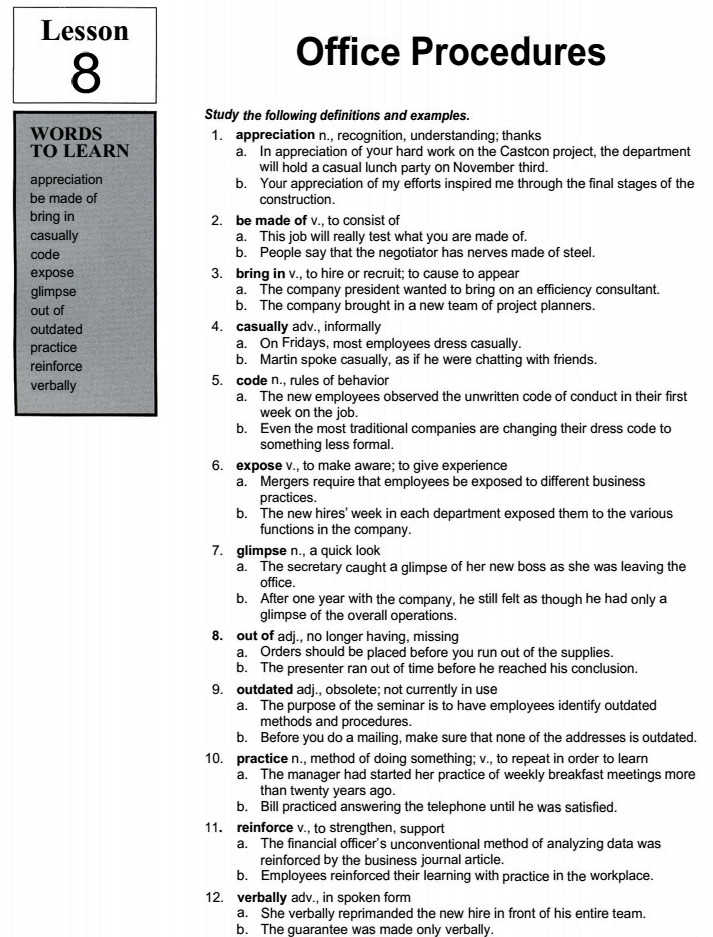 Lesson
8
Office Procedures
WORDS
TO LEARN
appreciation
be made of
bring in
casually
code
expose
glimpse
out of
outdated
practice
reinforce
verbally
Study the following definitions and examples.
1. appreciation n., recognition, understanding; thanks
a. In appreciation of your hard work on the Castcon project, the department
will hold a casual lunch party on November third.
b. Your appreciation of my efforts inspired me through the final stages of the
construction.
2. be made of v., to consist of
a. This job will really test what you are made of.
b. People say that the negotiator has nerves made of steel.
3. bring in v., to hire or recruit; to cause to appear
a. The company president wanted to bring on an efficiency consultant.
b. The company brought in a new team of project planners.
4. casually adv., informally
a. On Fridays, most employees dress casually.
b. Martin spoke casually, as if he were chatting with friends.
5. code n., rules of behavior
a. The new employees observed the unwritten code of conduct in their first
week on the job.
b. Even the most traditional companies are changing their dress code to
something less formal.
6. expose v., to make aware; to give experience
a. Mergers require that employees be exposed to different business
practices.
b. The new hires' week in each department exposed them to the various
functions in the company.
7. glimpse n., a quick look
a. The secretary caught a glimpse of her new boss as she was leaving the
office.
b. After one year with the company, he still felt as though he had only a
glimpse of the overall operations.
8. out of adj., no longer having, missing
a. Orders should be placed before you run out of the supplies.
b. The presenter ran out of time before he reached his conclusion.
9. outdated adj., obsolete; not currently in use
a. The purpose of the seminar is to have employees identify outdated
methods and procedures.
b. Before you do a mailing, make sure that none of the addresses is outdated.
10. practice n., method of doing something; v., to repeat in order to learn
a. The manager had started her practice of weekly breakfast meetings more
than twenty years ago.
b. Bill practiced answering the telephone until he was satisfied.
11. reinforce v., to strengthen, support
a. The financial officer's unconventional method of analyzing data was
reinforced by the business journal article.
b. Employees reinforced their learning with practice in the workplace.
12. verbally adv., in spoken form
a. She verbally reprimanded the new hire in front of his entire team.
b. The guarantee was made only verbally.